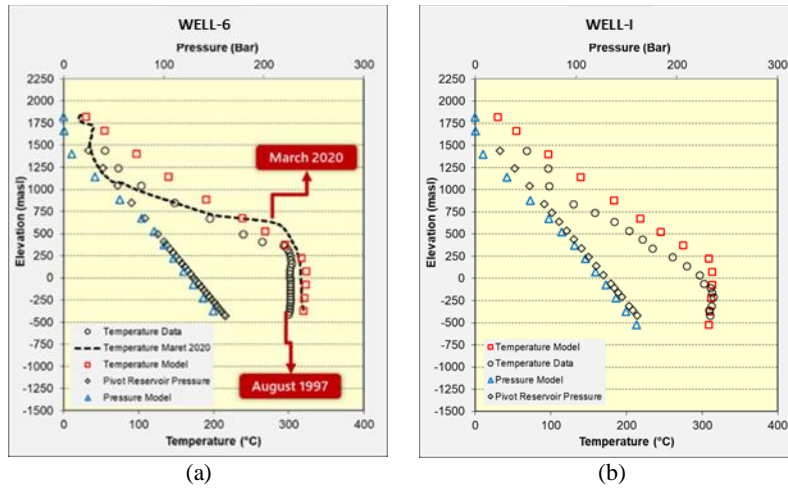 WELL-6
Pressure (Bar)
0 100 200 300
2250
2000
1750
1500
1250
1000
750
500
250
0
-250
-500
-750
-1000
-1250
-1500
Elevation (masl)
March 2020
August 1997
Temperature Data
Temperature Maret 2020
Temperature Model
Pivot Reservoir Pressure
Pressure Model
0 100 200 300 400
Temperature (°C)
(a)
WELL-I
Pressure (Bar)
0 100 200 300
2250
2000
1750
1500
1250
1000
750
500
250
0
-250
-500
-750
-1000
-1250
-1500
Elevation (masl)
Temperature Model
Temperature Data
Pressure Model
Pivot Reservoir Pressure
0 100 200 300 400
Temperature (°C)
(b)